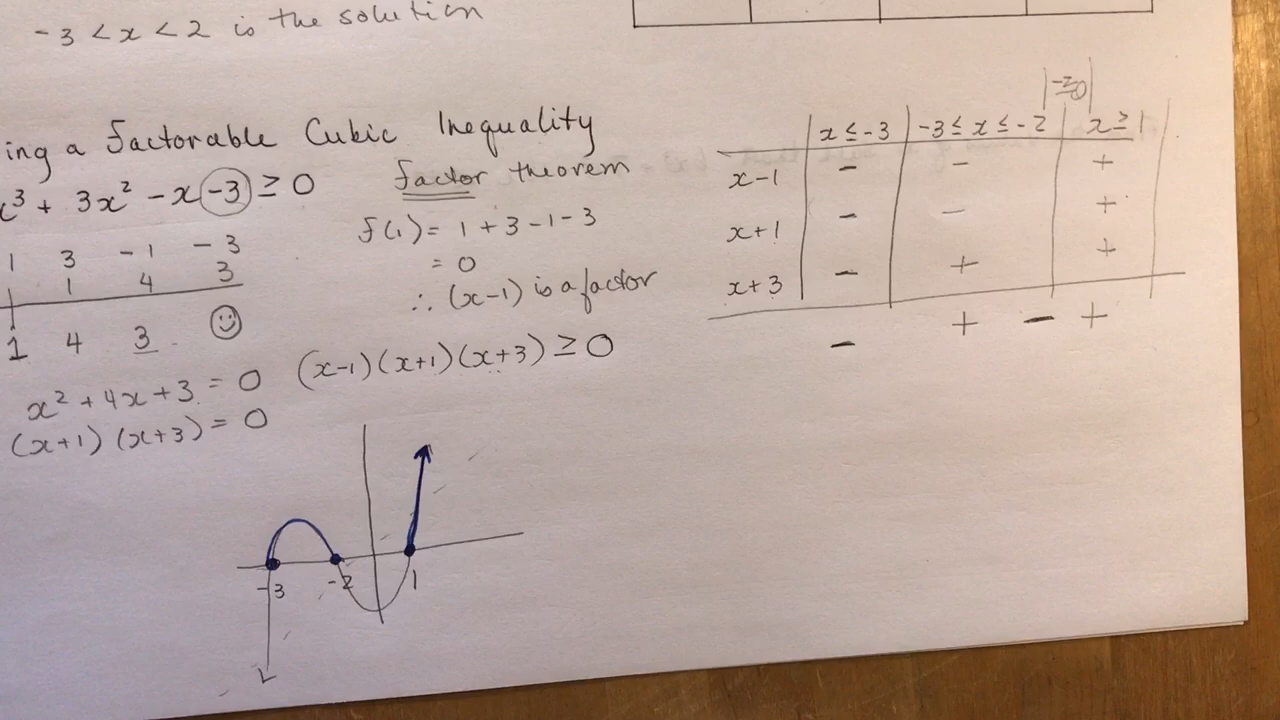 -3 < x < 2 is the solution
ing a factorable Cubic Inequality
x³ + 3x² - x - 3 ≥ 0
1 3 -1 -3
1 4 3
1 4 3
x² + 4x + 3 = 0
(x+1) (x+3) = 0
factor theorem
f(1) = 1 + 3 - 1 - 3
= 0
∴ (x-1) is a factor
(x-1)(x+1)(x+3) ≥ 0
-3 -2 1
x ≤ -3 -3 ≤ x ≤ -2 x ≥ 1
x-1 - - +
x+1 - - +
x+3 - + +
- + - +